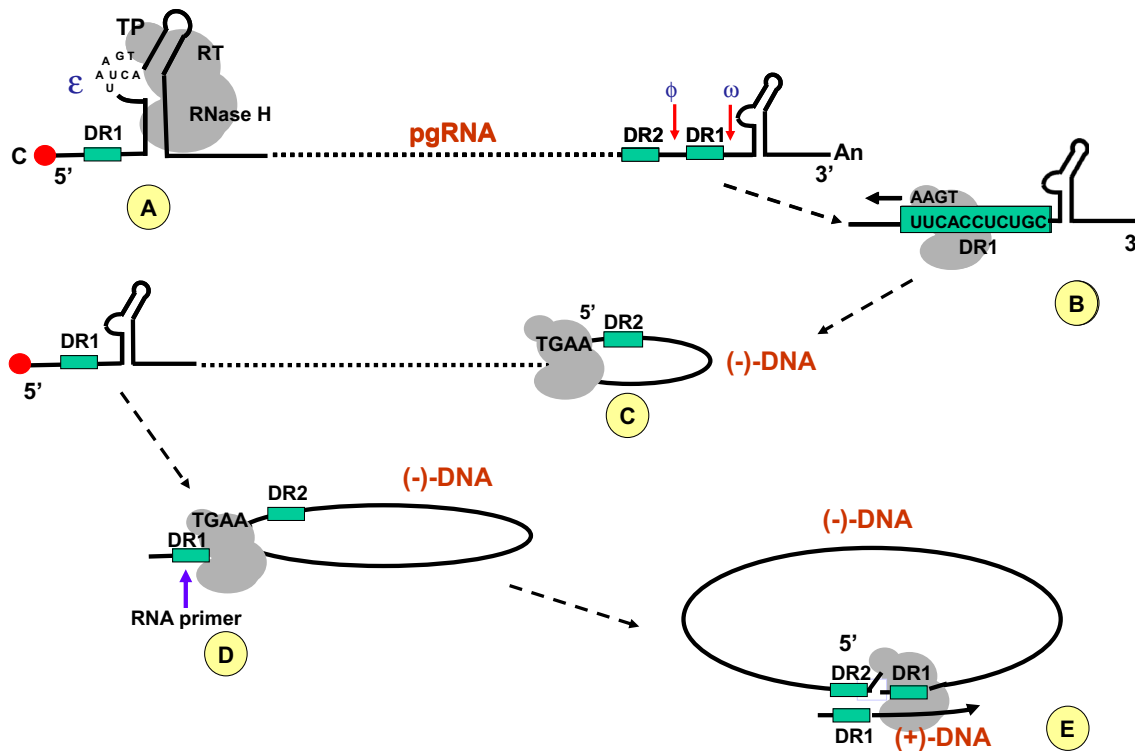 TP
A G T
RT
A U C A
U
ε
RNase H
ϕ
ω
DR1
pgRNA
DR2
DR1
C
5’
3’
An
A
AAGT
UUCACCUCUGC
DR1
3
B
DR1
5’
DR2
TGAA
(-)-DNA
5’
C
(-)-DNA
DR2
TGAA
DR1
(-)-DNA
RNA primer
D
5’
DR2
DR1
DR1
(+)-DNA
E